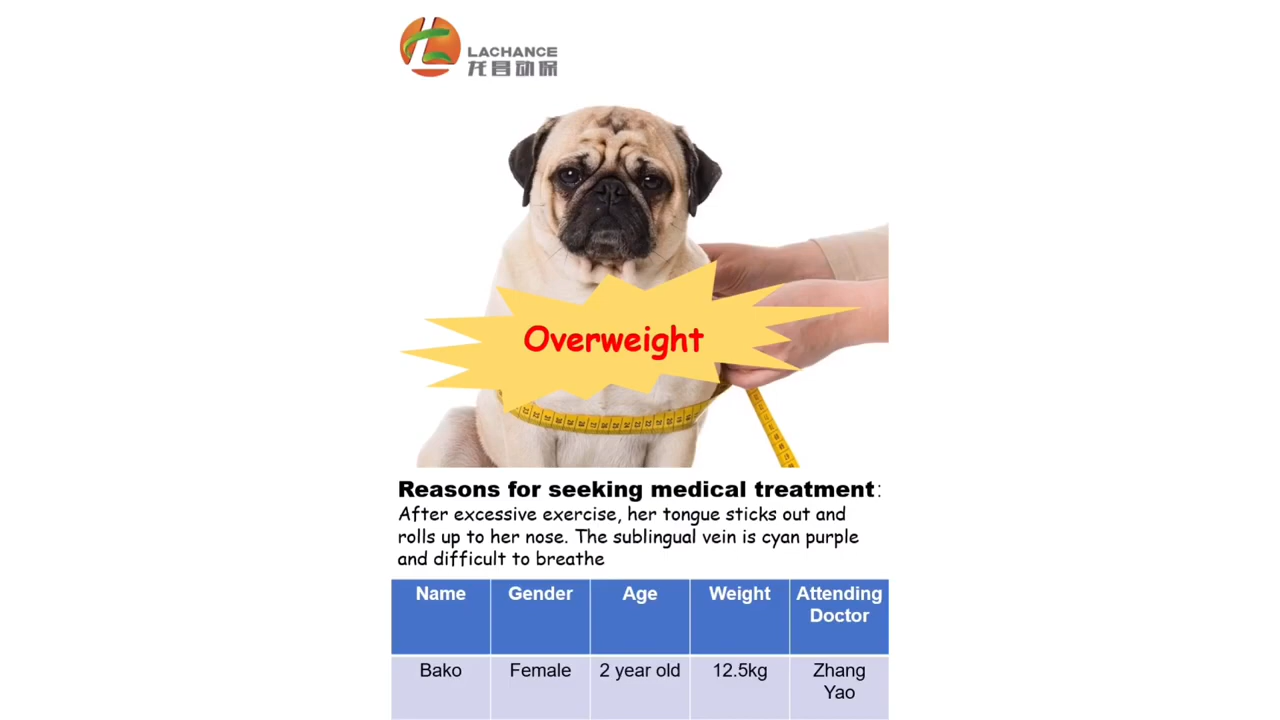 LACHANCE
龙昌动保
Overweight
Reasons for seeking medical treatment:
After excessive exercise, her tongue sticks out and
rolls up to her nose. The sublingual vein is cyan purple
and difficult to breathe
Name Gender Age Weight Attending Doctor
Bako Female 2 year old 12.5kg Zhang Yao